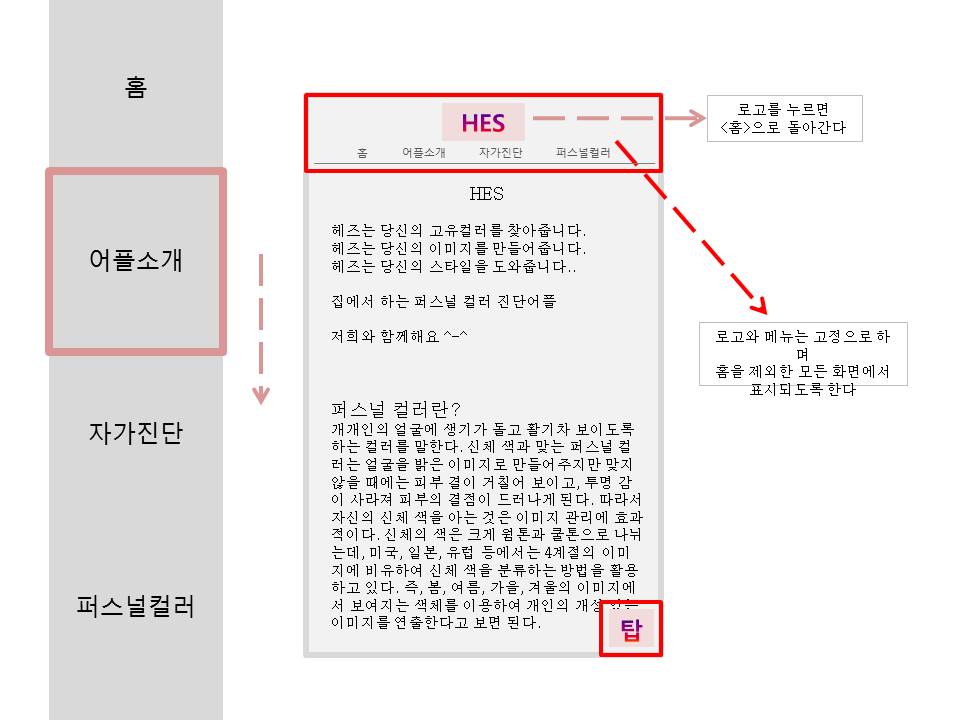 홈
어플소개
자가진단
퍼스널컬러
HES
홈 어플소개 자가진단 퍼스널컬러
HES
헤즈는 당신의 고유컬러를 찾아줍니다.
헤즈는 당신의 이미지를 만들어줍니다.
헤즈는 당신의 스타일을 도와줍니다..
집에서 하는 퍼스널 컬러 진단어플
저희와 함께해요 ^-^
퍼스널 컬러란?
개개인의 얼굴에 생기가 돌고 활기차 보이도록
하는 컬러를 말한다. 신체 색과 맞는 퍼스널 컬
러는 얼굴을 밝은 이미지로 만들어주지만 맞지
않을 때에는 피부 결이 거칠어 보이고, 투명 감
이 사라져 피부의 결점이 드러나게 된다. 따라서
자신의 신체 색을 아는 것은 이미지 관리에 효과
적이다. 신체의 색은 크게 웜톤과 쿨톤으로 나뉘
는데, 미국, 일본, 유럽 등에서는 4계절의 이미
지에 비유하여 신체 색을 분류하는 방법을 활용
하고 있다. 즉, 봄, 여름, 가을, 겨울의 이미지에
서 보여지는 색체를 이용하여 개인의 개성
이미지를 연출한다고 보면 된다.
탑
로고를 누르면
<홈>으로 돌아간다
로고와 메뉴는 고정으로 하
며
홈을 제외한 모든 화면에서
표시되도록 한다